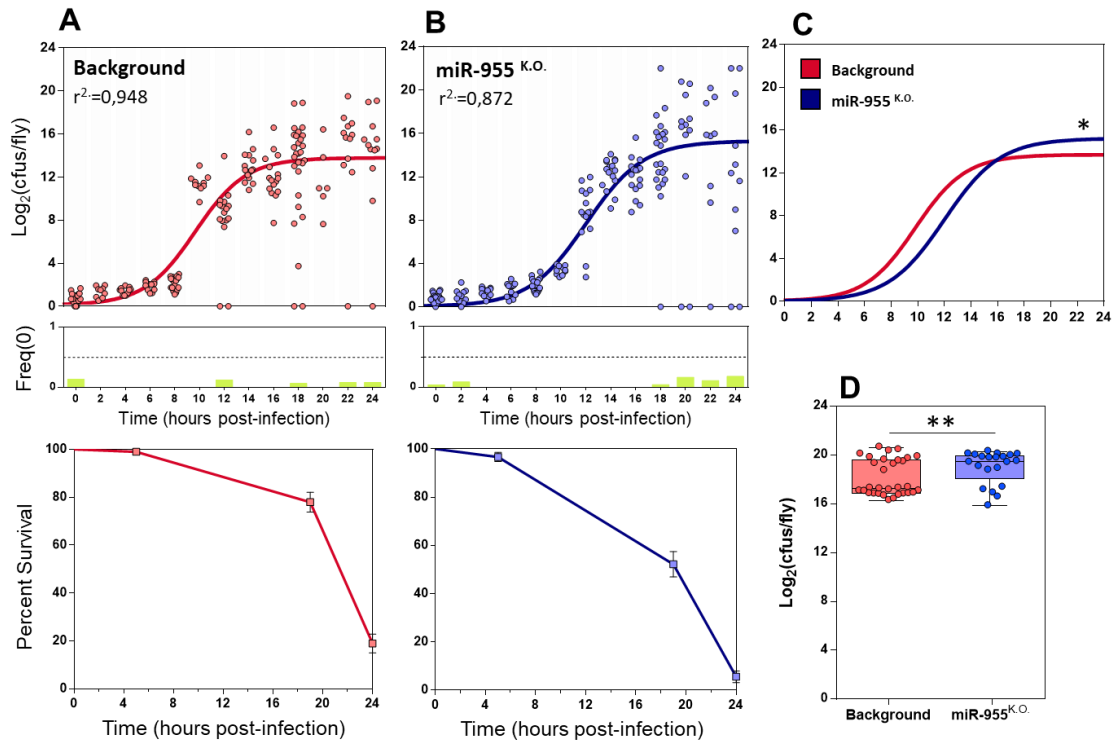 A
Background
r²·=0,948
Log₂(cfus/fly)
24
20
16
12
8
4
0
1
0
Freq(0)
0 2 4 6 8 10 12 14 16 18 20 22 24
Time (hours post-infection)
100
80
60
40
20
0
Percent Survival
0 4 8 12 16 20 24
Time (hours post-infection)
B
miR-955 K.O.
r²·=0,872
24
20
16
12
8
4
0
1
0
0 2 4 6 8 10 12 14 16 18 20 22 24
Time (hours post-infection)
100
80
60
40
20
0
0 4 8 12 16 20 24
Time (hours post-infection)
C
Background
miR-955 K.O.
*
24
20
16
12
8
4
0
0 2 4 6 8 10 12 14 16 18 20 22 24
D
**
24
20
16
12
8
4
0
Log₂(cfus/fly)
Background miR-955K.O.